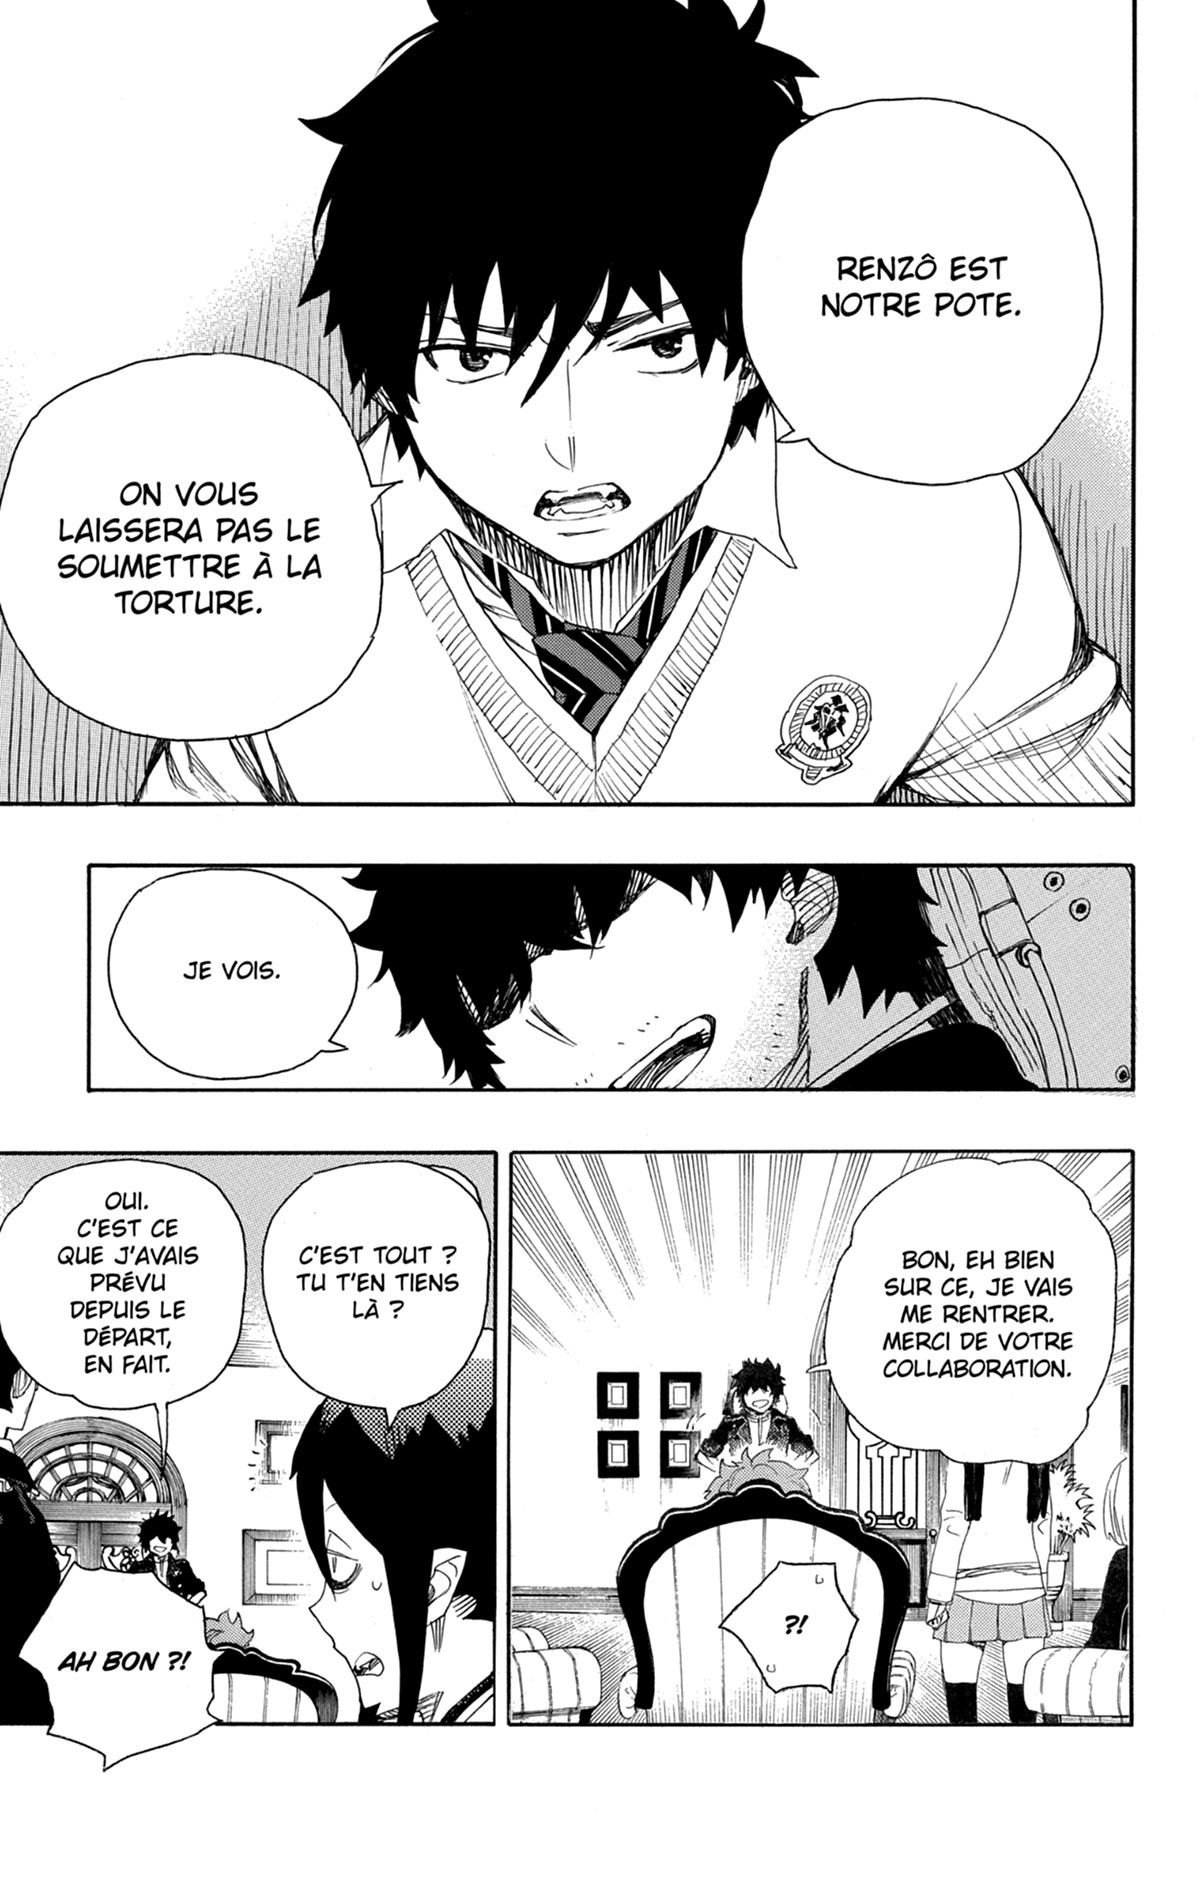 RENZÔ EST
NOTRE POTE.
ON VOUS
LAISSERA PAS LE
SOUMETTRE À LA
TORTURE.
JE VOIS.
BON, EH BIEN
SUR CE, JE VAIS
ME RENTRER.
MERCI DE VOTRE
COLLABORATION.
?!
C'EST TOUT ?
TU T'EN TIENS
LÀ ?
OUI.
C'EST CE
QUE J'AVAIS
PRÉVU
DEPUIS LE
DÉPART,
EN FAIT.
AH BON ?!